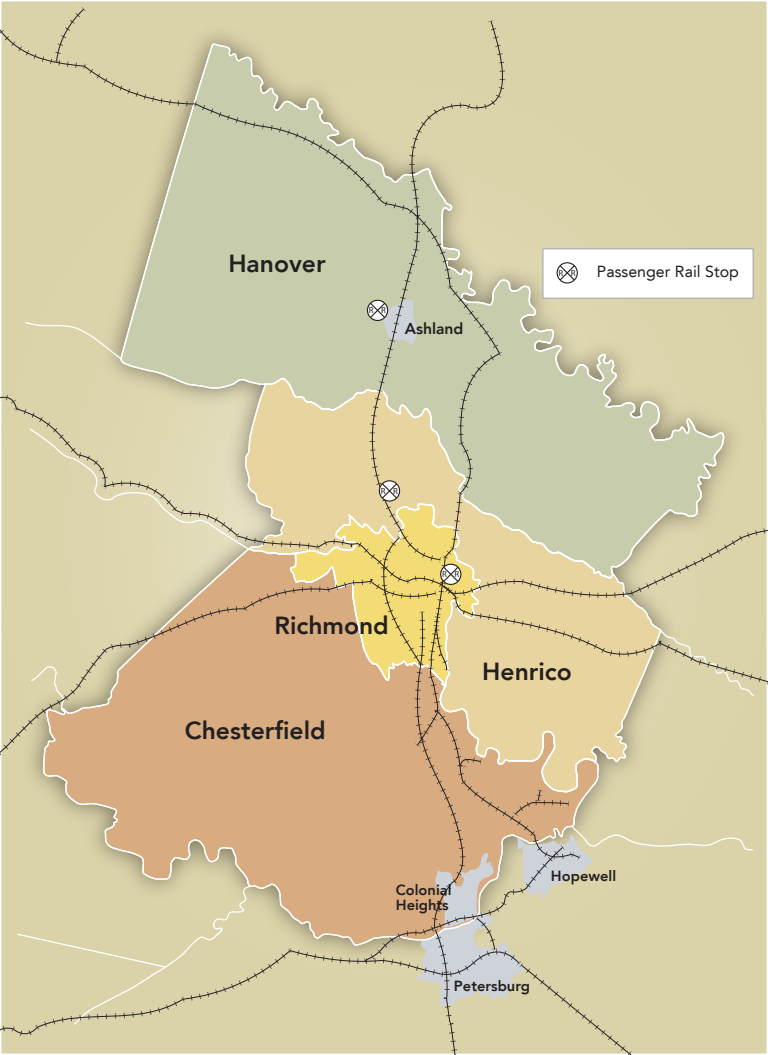 Hanover
Passenger Rail Stop
Ashland
Richmond
Henrico
Chesterfield
Hopewell
Colonial
Heights
Petersburg